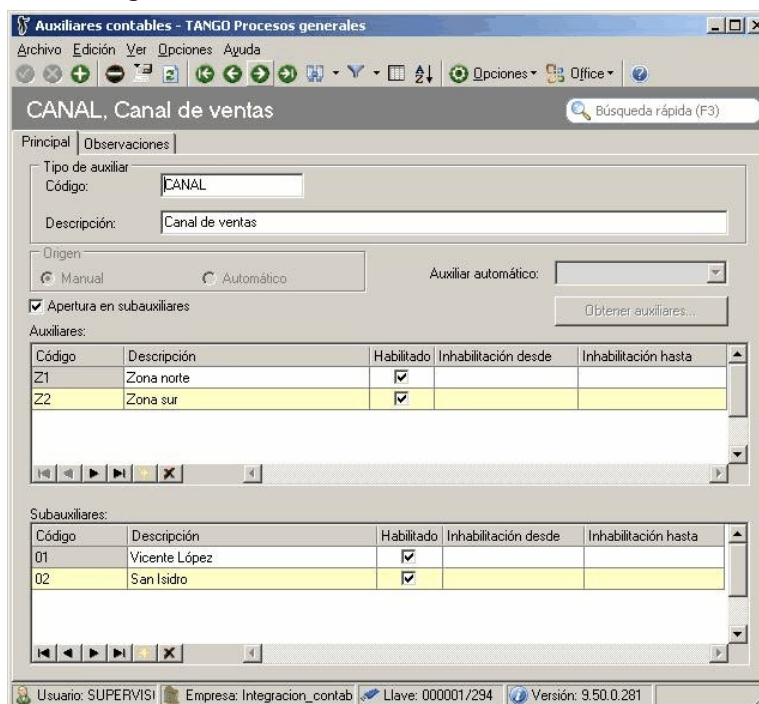 Auxiliares contables - TANGO Procesos generales
Archivo Edición Ver Opciones Ayuda
Opciones Office
CANAL, Canal de ventas
Búsqueda rápida (F3)
Principal Observaciones
Tipo de auxiliar
Código: CANAL
Descripción: Canal de ventas
Origen
Manual Automático
Auxiliar automático:
Apertura en subauxiliares
Obtener auxiliares...
Auxiliares:
Código Descripción Habilitado Inhabilitación desde Inhabilitación hasta
Z1 Zona norte
Z2 Zona sur
Subauxiliares:
Código Descripción Habilitado Inhabilitación desde Inhabilitación hasta
01 Vicente López
02 San Isidro
Usuario: SUPERVISI Empresa: Integracion_contab Llave: 000001/294 Versión: 9.50.0.281